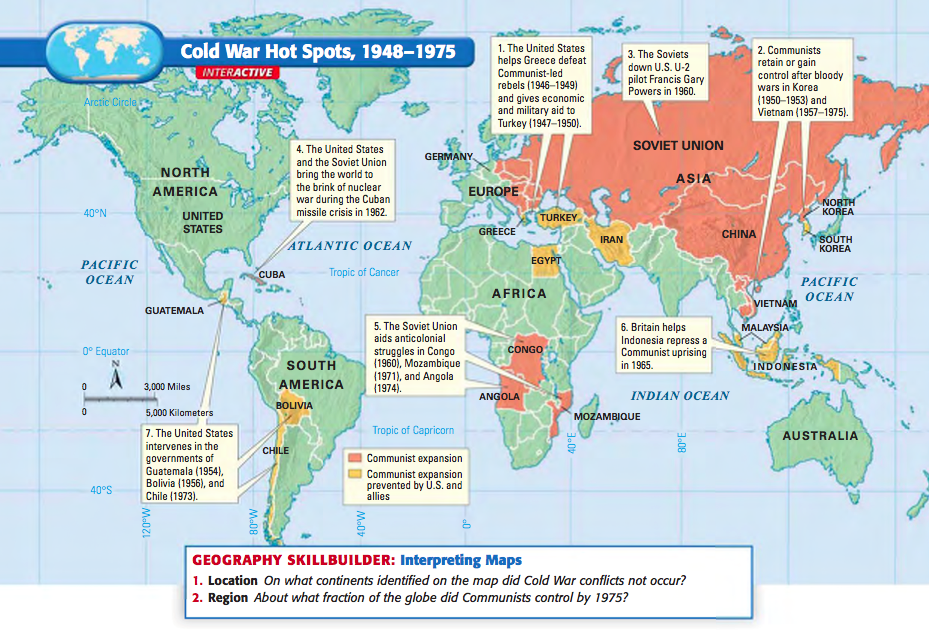 Cold War Hot Spots, 1948–1975
INTERACTIVE
1. The United States
helps Greece defeat
Communist-led
rebels (1946–1949)
and gives economic
and military aid to
Turkey (1947–1950).
3. The Soviets
down U.S. U-2
pilot Francis Gary
Powers in 1960.
2. Communists
retain or gain
control after bloody
wars in Korea
(1950–1953) and
Vietnam (1957–1975).
Arctic Circle
4. The United States
and the Soviet Union
bring the world to
the brink of nuclear
war during the Cuban
missile crisis in 1962.
GERMANY
SOVIET UNION
NORTH
AMERICA
EUROPE
ASIA
UNITED
STATES
40°N
NORTH
KOREA
TURKEY
GREECE
IRAN
CHINA
SOUTH
KOREA
ATLANTIC OCEAN
PACIFIC
OCEAN
EGYPT
Tropic of Cancer
CUBA
PACIFIC
OCEAN
AFRICA
VIETNAM
GUATEMALA
MALAYSIA
5. The Soviet Union
aids anticolonial
struggles in Congo
(1960), Mozambique
(1971), and Angola
(1974).
6. Britain helps
Indonesia repress a
Communist uprising
in 1965.
0° Equator
CONGO
N
SOUTH
AMERICA
INDONESIA
0 3,000 Miles
0 5,000 Kilometers
ANGOLA
INDIAN OCEAN
BOLIVIA
MOZAMBIQUE
7. The United States
intervenes in the
governments of
Guatemala (1954),
Bolivia (1956), and
Chile (1973).
Tropic of Capricorn
AUSTRALIA
CHILE
Communist expansion
Communist expansion
prevented by U.S. and
allies
40°S
120°W
80°W
40°W
0°
40°E
80°E
GEOGRAPHY SKILLBUILDER: Interpreting Maps
1. Location On what continents identified on the map did Cold War conflicts not occur?
2. Region About what fraction of the globe did Communists control by 1975?